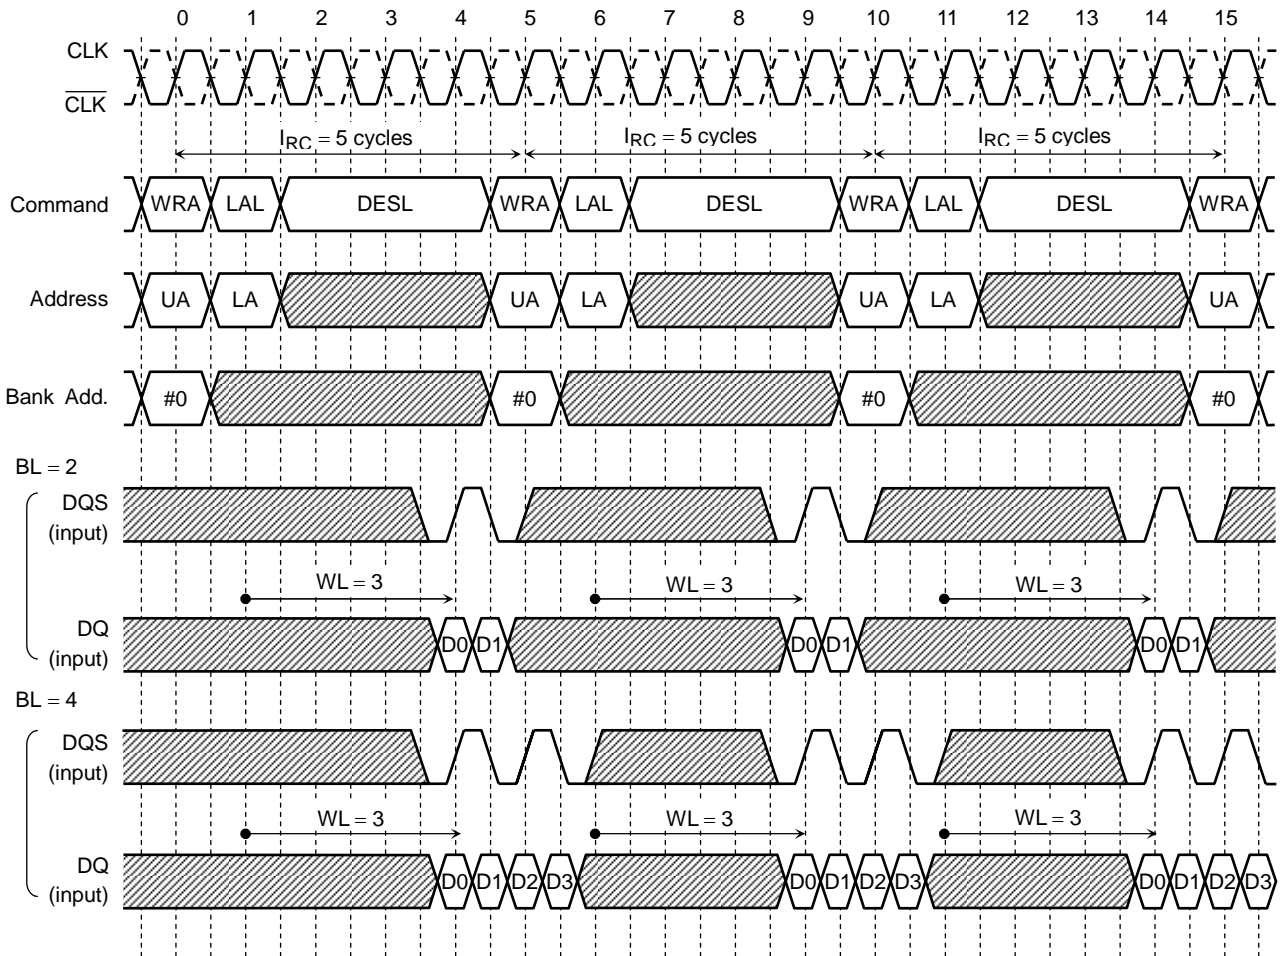 0 1 2 3 4 5 6 7 8 9 10 11 12 13 14 15
CLK
CLK
IRC = 5 cycles IRC = 5 cycles IRC = 5 cycles
Command WRA LAL DESL WRA LAL DESL WRA LAL DESL WRA
Address UA LA UA LA UA LA UA
Bank Add. #0 #0 #0 #0
BL = 2
DQS
(input)
WL = 3 WL = 3 WL = 3
DQ
(input)
D0 D1 D0 D1 D0 D1
BL = 4
DQS
(input)
WL = 3 WL = 3 WL = 3
DQ
(input)
D0 D1 D2 D3 D0 D1 D2 D3 D0 D1 D2 D3